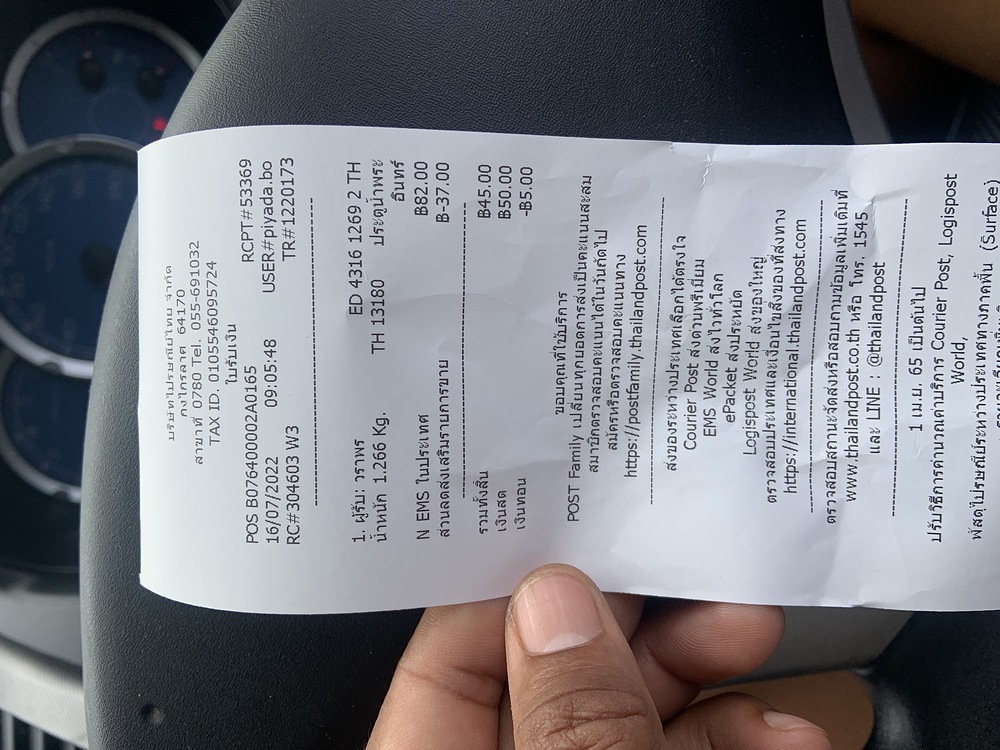 บริษัทไปรษณีย์ไทย จำกัด
กงไกรลาศ 64170
สาขาที่ 0780 Tel. 055-691032
TAX ID. 0105546095724
ใบรับเงิน
POS B076400002A0165 RCPT#53369
16/07/2022 09:05:48 USER#piyada.bo
RC#304603 W3 TR#1220173
1. ผู้รับ: วราพร ED 4316 1269 2 TH
น้ำหนัก 1.266 Kg. TH 13180 ประตูน้ำพระ
อินทร์
N EMS ในประเทศ ฿82.00
ส่วนลดส่งเสริมรายการขาย ฿-37.00
รวมทั้งสิ้น ฿45.00
เงินสด ฿50.00
เงินทอน -฿5.00
ขอบคุณที่ใช้บริการ
POST Family เปลี่ยนทุกยอดการส่งเป็นคะแนนสะสม
สมาชิกตรวจสอบคะแนนได้ในวันถัดไป
สมัครหรือตรวจสอบคะแนนทาง
https://postfamily.thailandpost.com
ส่งของระหว่างประเทศเลือกได้ตรงใจ
Courier Post ส่งด่วนพรีเมี่ยม
EMS World ส่งไวทั่วโลก
ePacket ส่งประหยัด
Logispost World ส่งของใหญ่
ตรวจสอบประเทศและเงื่อนไขสิ่งของที่ส่งทาง
https://international.thailandpost.com
ตรวจสอบสถานะจัดส่งหรือสอบถามข้อมูลเพิ่มเติมที่
www.thailandpost.co.th หรือ โทร. 1545
และ LINE : @thailandpost
1 เม.ย. 65 เป็นต้นไป
ปรับวิธีการคำนวณค่าบริการ Courier Post, Logispost
World,
พัสดุไปรษณีย์ระหว่างประเทศทางภาคพื้น (Surface)